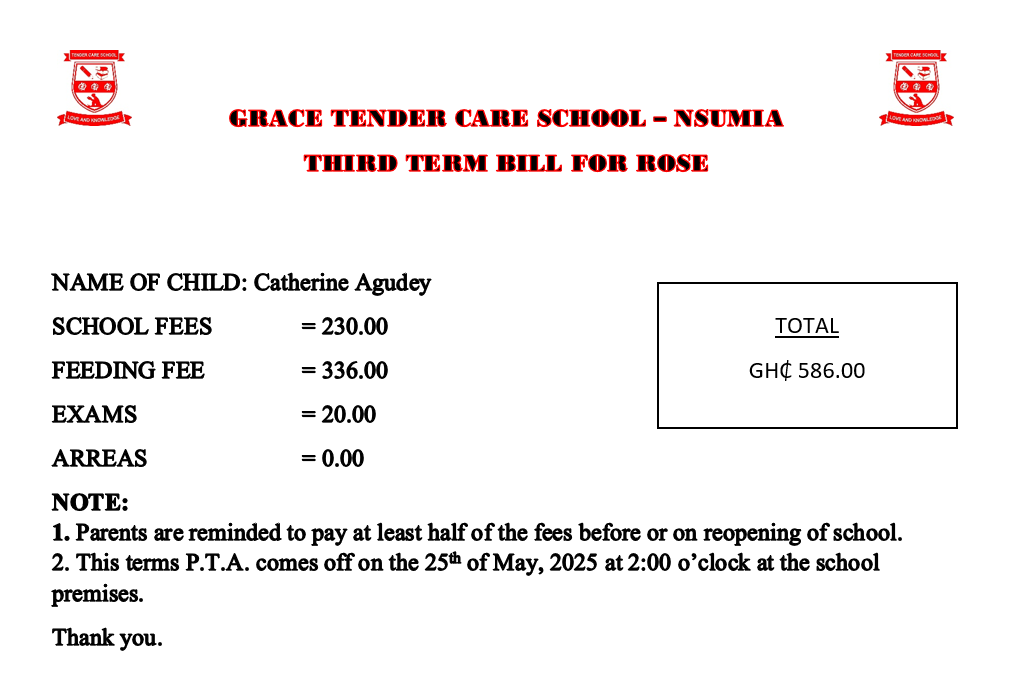 TENDER CARE SCHOOL
LOVE AND KNOWLEDGE
TENDER CARE SCHOOL
LOVE AND KNOWLEDGE
GRACE TENDER CARE SCHOOL – NSUMIA
THIRD TERM BILL FOR ROSE
NAME OF CHILD: Catherine Agudey
SCHOOL FEES = 230.00
FEEDING FEE = 336.00
EXAMS = 20.00
ARREAS = 0.00
TOTAL
GH₵ 586.00
NOTE:
1. Parents are reminded to pay at least half of the fees before or on reopening of school.
2. This terms P.T.A. comes off on the 25th of May, 2025 at 2:00 o’clock at the school
premises.
Thank you.